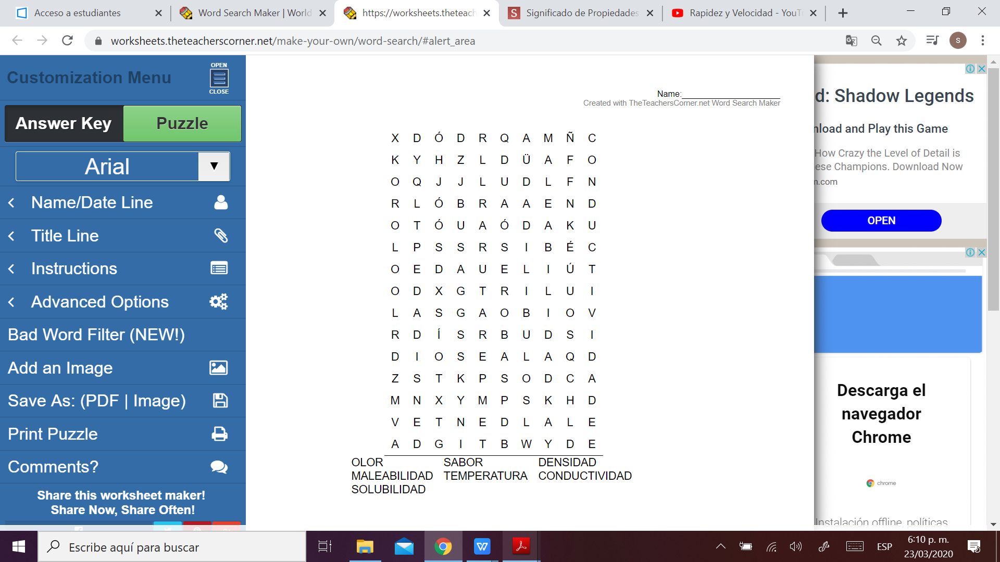 Acceso a estudiantes
Word Search Maker | World
https://worksheets.theteach
Significado de Propiedades
Rapidez y Velocidad - YouT
worksheets.theteacherscorner.net/make-your-own/word-search/#alert_area
S
Customization Menu
OPEN
CLOSE
Answer Key
Puzzle
Arial
Name/Date Line
Title Line
Instructions
Advanced Options
Bad Word Filter (NEW!)
Add an Image
Save As: (PDF | Image)
Print Puzzle
Comments?
Share this worksheet maker!
Share Now, Share Often!
Name:
Created with TheTeachersCorner.net Word Search Maker
X D Ó D R Q A M Ñ C
K Y H Z L D Ü A F O
O Q J J L U D L F N
R L Ó B R A A E N D
O T Ó U A Ó D A K U
L P S S R S I B É C
O E D A U E L I Ú T
O D X G T R I L U I
L A S G A O B I O V
R D Í S R B U D S I
D I O S E A L A Q D
Z S T K P S O D C A
M N X Y M P S K H D
V E T N E D L A L E
A D G I T B W Y D E
OLOR SABOR DENSIDAD
MALEABILIDAD TEMPERATURA CONDUCTIVIDAD
SOLUBILIDAD
d: Shadow Legends
nload and Play this Game
How Crazy the Level of Detail is
ese Champions. Download Now
n.com
OPEN
Descarga el
navegador
Chrome
chrome
Instalación offline, políticas
Escribe aquí para buscar
ESP
6:10 p. m.
23/03/2020